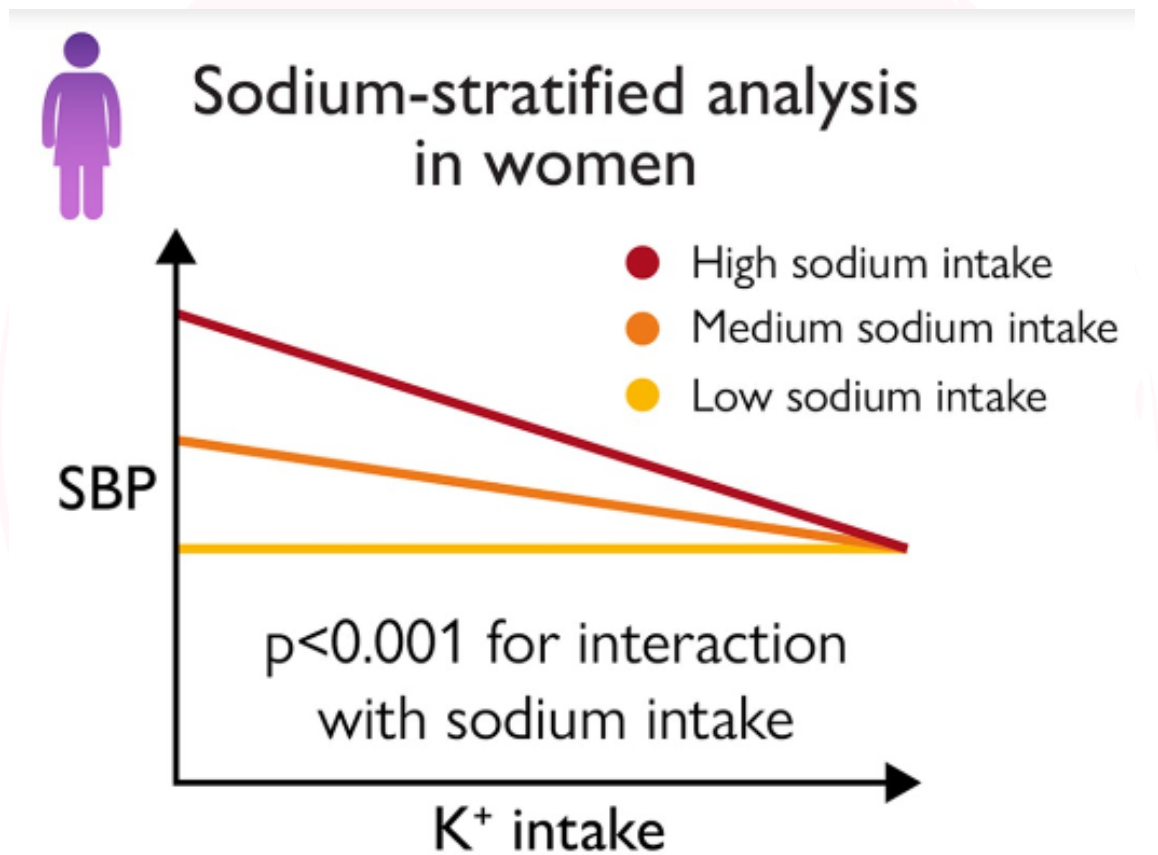 Sodium-stratified analysis
in women
High sodium intake
Medium sodium intake
Low sodium intake
SBP
p<0.001 for interaction
with sodium intake
K⁺ intake